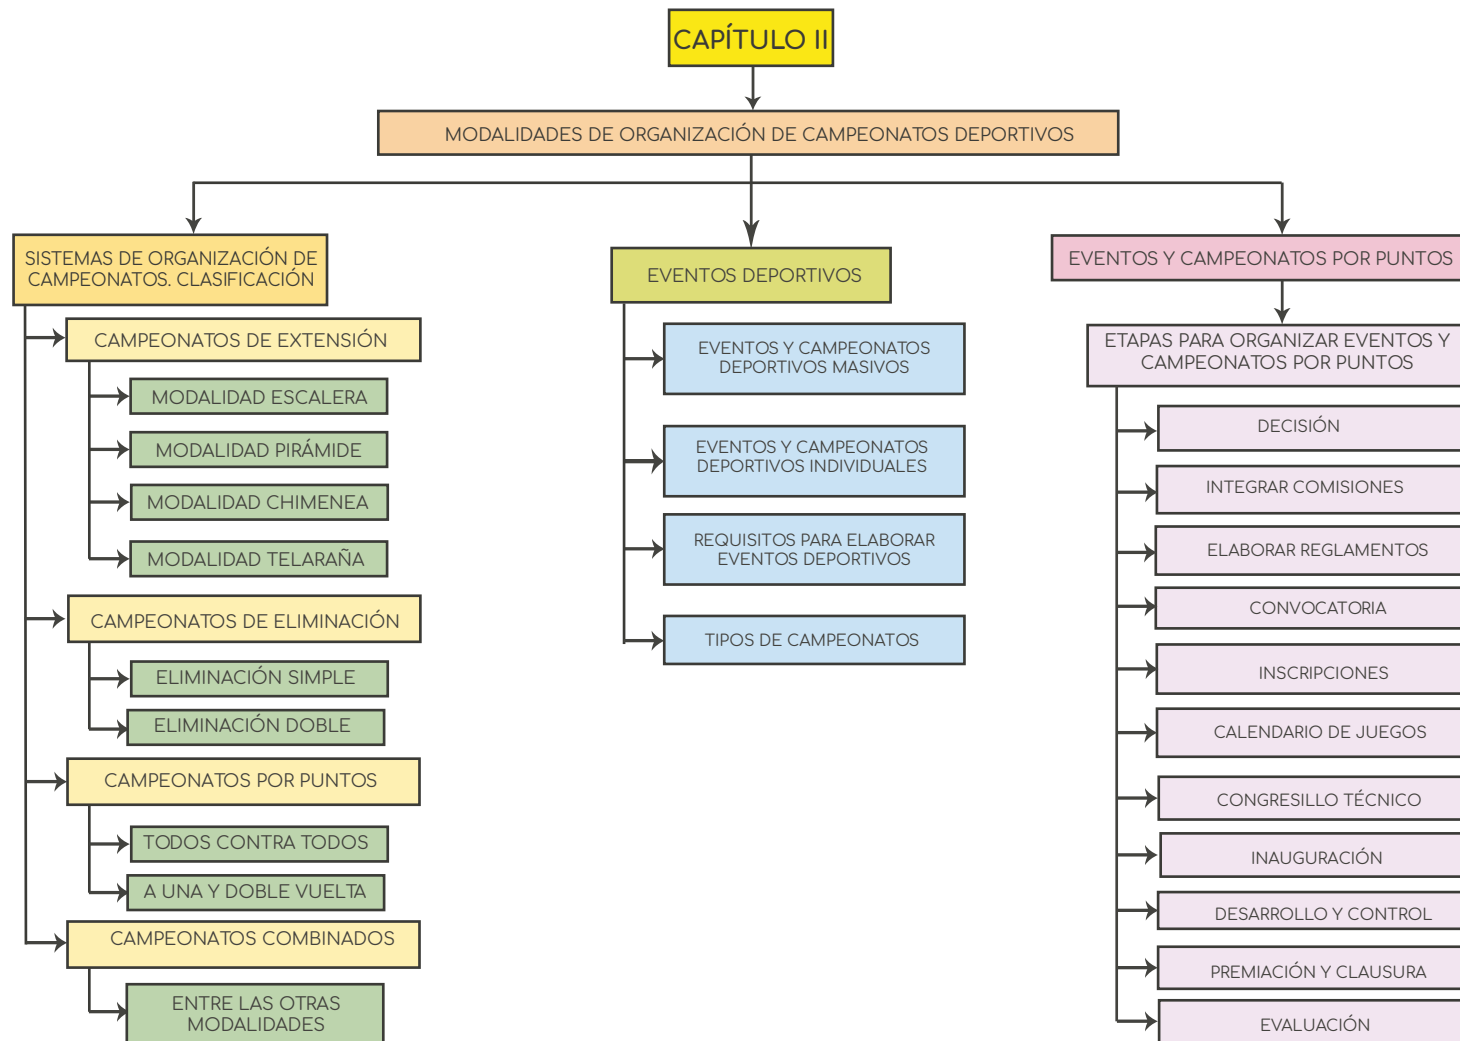 CAPÍTULO II
MODALIDADES DE ORGANIZACIÓN DE CAMPEONATOS DEPORTIVOS
SISTEMAS DE ORGANIZACIÓN DE
CAMPEONATOS. CLASIFICACIÓN
CAMPEONATOS DE EXTENSIÓN
MODALIDAD ESCALERA
MODALIDAD PIRÁMIDE
MODALIDAD CHIMENEA
MODALIDAD TELARAÑA
CAMPEONATOS DE ELIMINACIÓN
ELIMINACIÓN SIMPLE
ELIMINACIÓN DOBLE
CAMPEONATOS POR PUNTOS
TODOS CONTRA TODOS
A UNA Y DOBLE VUELTA
CAMPEONATOS COMBINADOS
ENTRE LAS OTRAS
MODALIDADES
EVENTOS DEPORTIVOS
EVENTOS Y CAMPEONATOS
DEPORTIVOS MASIVOS
EVENTOS Y CAMPEONATOS
DEPORTIVOS INDIVIDUALES
REQUISITOS PARA ELABORAR
EVENTOS DEPORTIVOS
TIPOS DE CAMPEONATOS
EVENTOS Y CAMPEONATOS POR PUNTOS
ETAPAS PARA ORGANIZAR EVENTOS Y
CAMPEONATOS POR PUNTOS
DECISIÓN
INTEGRAR COMISIONES
ELABORAR REGLAMENTOS
CONVOCATORIA
INSCRIPCIONES
CALENDARIO DE JUEGOS
CONGRESILLO TÉCNICO
INAUGURACIÓN
DESARROLLO Y CONTROL
PREMIACIÓN Y CLAUSURA
EVALUACIÓN